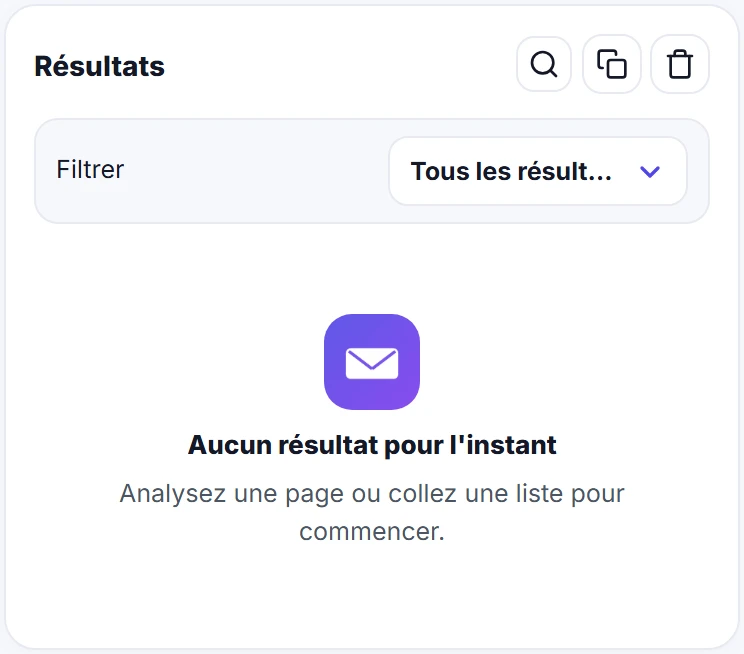 Résultats
Filtrer
Tous les résult...
Aucun résultat pour l'instant
Analysez une page ou collez une liste pour
commencer.